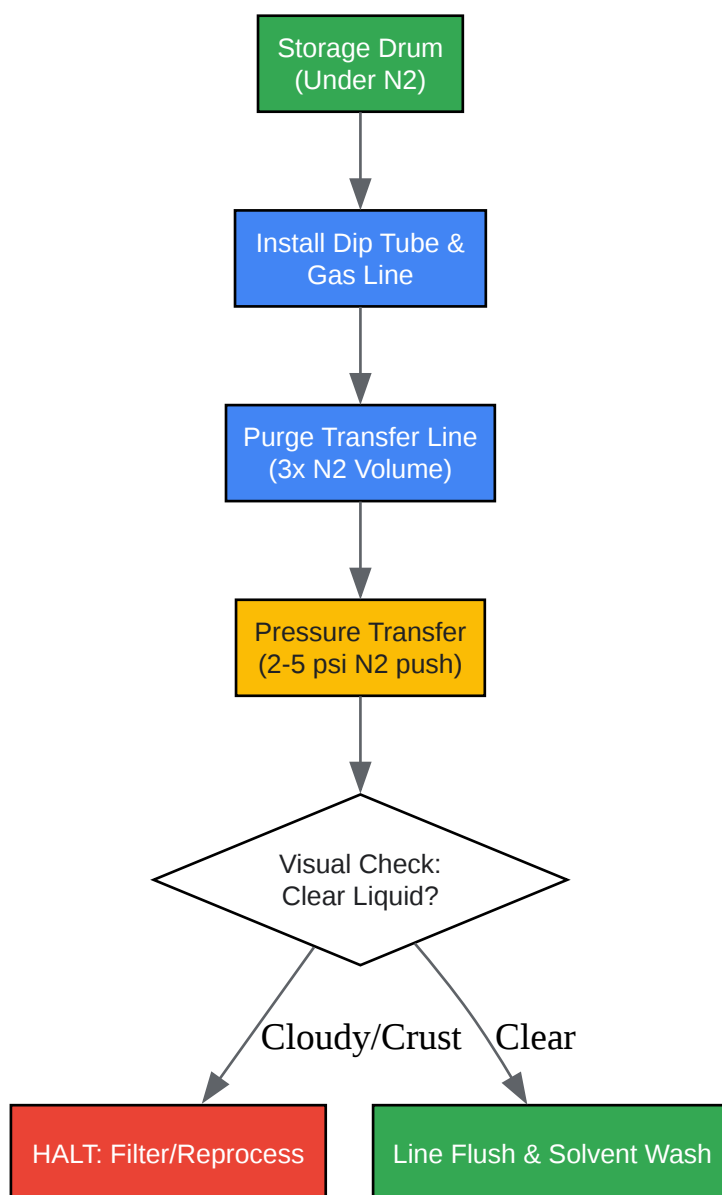 Storage Drum
(Under N2)
Install Dip Tube &
Gas Line
Purge Transfer Line
(3x N2 Volume)
Pressure Transfer
(2-5 psi N2 push)
Visual Check:
Clear Liquid?
Cloudy/Crust
Clear
HALT: Filter/Reprocess
Line Flush & Solvent Wash